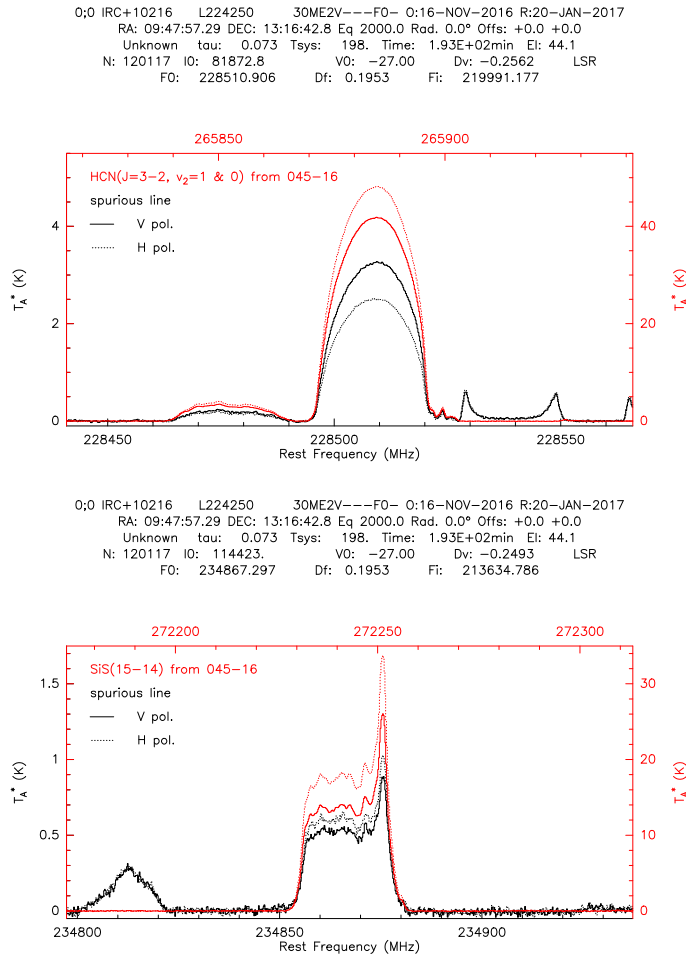 0;0 IRC+10216 L224250 30ME2V---F0- O:16-NOV-2016 R:20-JAN-2017
RA: 09:47:57.29 DEC: 13:16:42.8 Eq 2000.0 Rad. 0.0° Offs: +0.0 +0.0
Unknown tau: 0.073 Tsys: 198. Time: 1.93E+02min El: 44.1
N: 120117 I0: 81872.8 V0: -27.00 Dv: -0.2562 LSR
F0: 228510.906 Df: 0.1953 Fi: 219991.177
265850 265900
HCN(J=3-2, v₂=1 & 0) from 045-16
spurious line
V pol.
H pol.
4
2
0
40
20
0
T_A* (K)
T_A* (K)
228450 228500 228550
Rest Frequency (MHz)
0;0 IRC+10216 L224250 30ME2V---F0- O:16-NOV-2016 R:20-JAN-2017
RA: 09:47:57.29 DEC: 13:16:42.8 Eq 2000.0 Rad. 0.0° Offs: +0.0 +0.0
Unknown tau: 0.073 Tsys: 198. Time: 1.93E+02min El: 44.1
N: 120117 I0: 114423. V0: -27.00 Dv: -0.2493 LSR
F0: 234867.297 Df: 0.1953 Fi: 213634.786
272200 272250 272300
SiS(15-14) from 045-16
spurious line
V pol.
H pol.
1.5
1
0.5
0
30
20
10
0
T_A* (K)
T_A* (K)
234800 234850 234900
Rest Frequency (MHz)